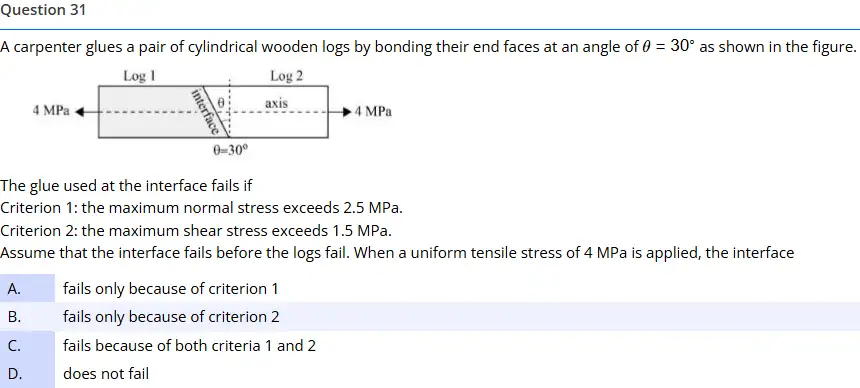 Question 31
A carpenter glues a pair of cylindrical wooden logs by bonding their end faces at an angle of θ = 30° as shown in the figure.
Log 1 Log 2
interface θ axis
4 MPa 4 MPa
θ=30°
The glue used at the interface fails if
Criterion 1: the maximum normal stress exceeds 2.5 MPa.
Criterion 2: the maximum shear stress exceeds 1.5 MPa.
Assume that the interface fails before the logs fail. When a uniform tensile stress of 4 MPa is applied, the interface
A. fails only because of criterion 1
B. fails only because of criterion 2
C. fails because of both criteria 1 and 2
D. does not fail